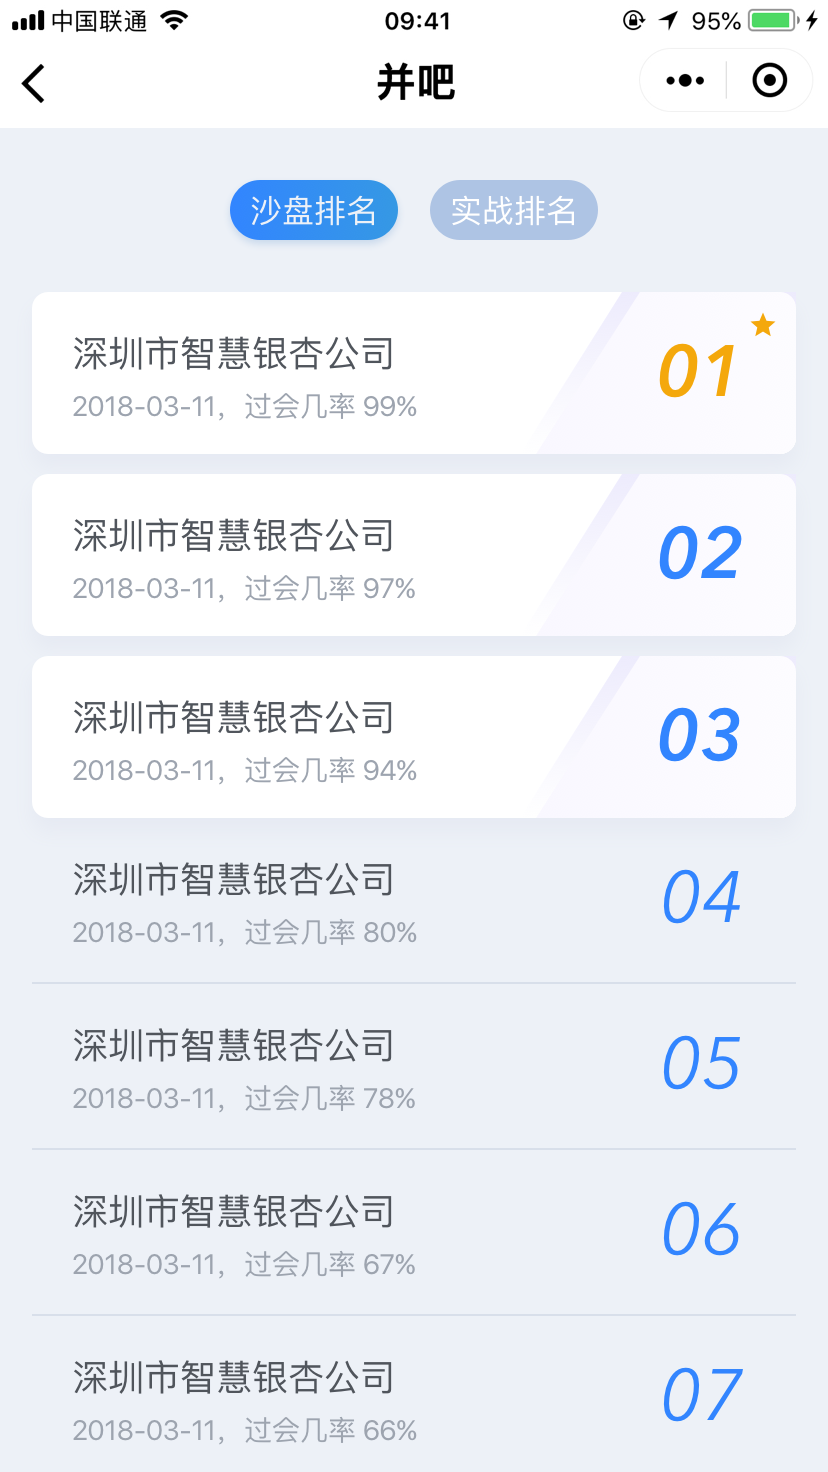 中国联通 09:41 95%
并吧
沙盘排名 实战排名
深圳市智慧银杏公司
2018-03-11，过会几率 99%
01
深圳市智慧银杏公司
2018-03-11，过会几率 97%
02
深圳市智慧银杏公司
2018-03-11，过会几率 94%
03
深圳市智慧银杏公司
2018-03-11，过会几率 80%
04
深圳市智慧银杏公司
2018-03-11，过会几率 78%
05
深圳市智慧银杏公司
2018-03-11，过会几率 67%
06
深圳市智慧银杏公司
2018-03-11，过会几率 66%
07